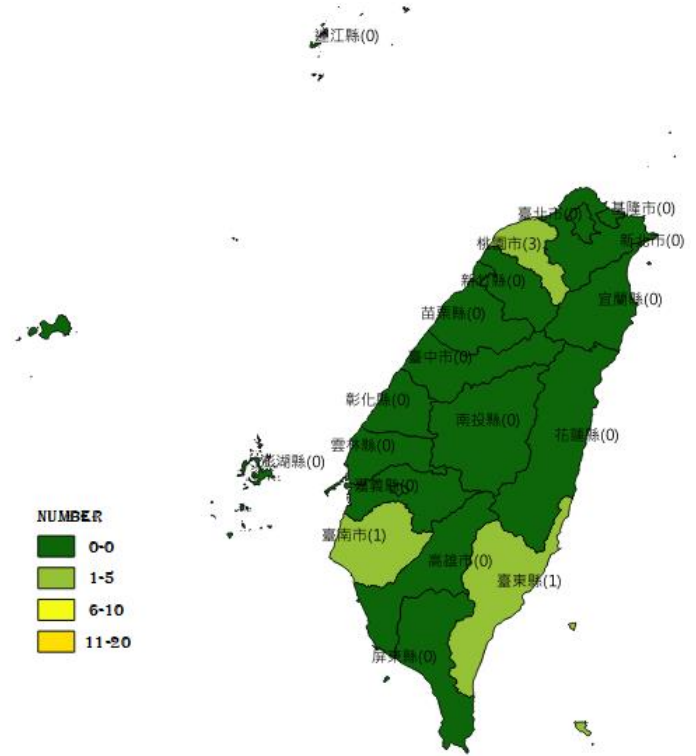 連江縣(0)
臺北市(0)
基隆市(0)
桃園市(3)
新北市(0)
新竹縣(0)
宜蘭縣(0)
苗栗縣(0)
臺中市(0)
彰化縣(0)
南投縣(0)
花蓮縣(0)
雲林縣(0)
澎湖縣(0)
嘉義縣(0)
臺南市(1)
高雄市(0)
臺東縣(1)
屏東縣(0)
NUMBER
0-0
1-5
6-10
11-20